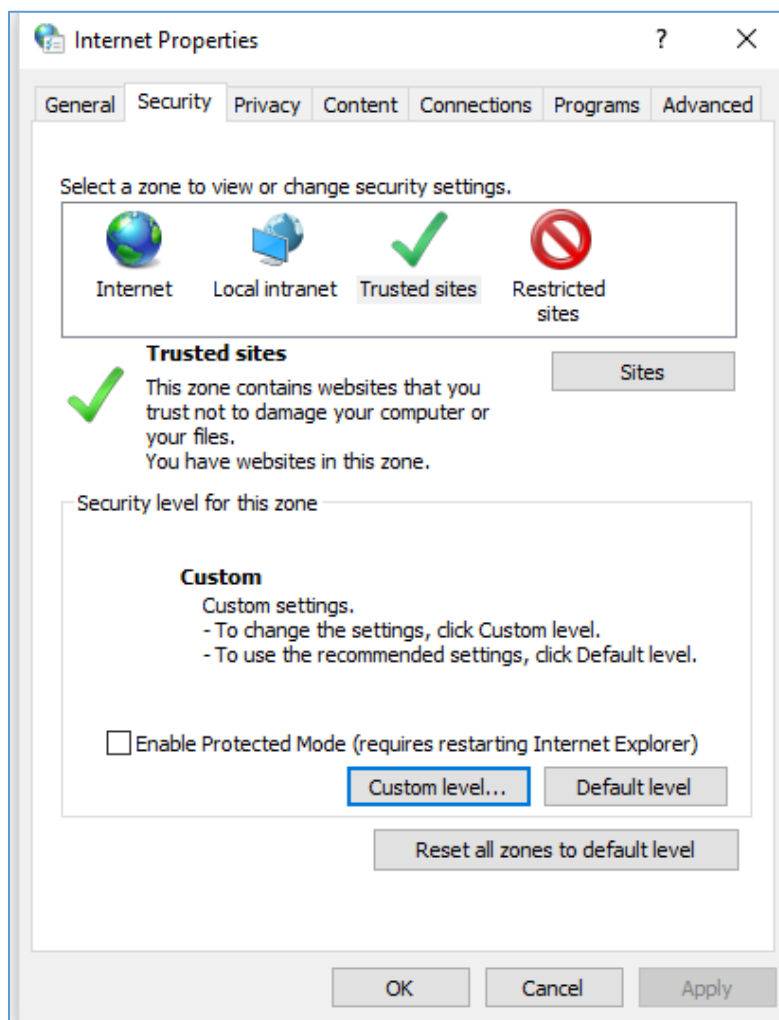 Internet Properties
?
General Security Privacy Content Connections Programs Advanced
Select a zone to view or change security settings.
Internet Local intranet Trusted sites Restricted
sites
Trusted sites
Sites
This zone contains websites that you
trust not to damage your computer or
your files.
You have websites in this zone.
Security level for this zone
Custom
Custom settings.
- To change the settings, click Custom level.
- To use the recommended settings, click Default level.
Enable Protected Mode (requires restarting Internet Explorer)
Custom level... Default level
Reset all zones to default level
OK Cancel Apply